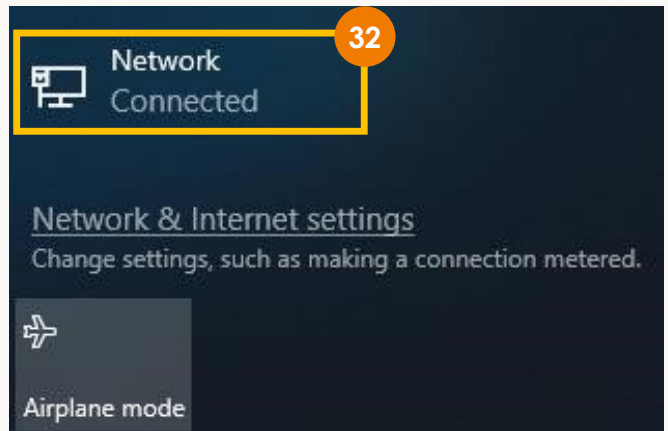 32
Network
Connected
Network & Internet settings
Change settings, such as making a connection metered.
Airplane mode